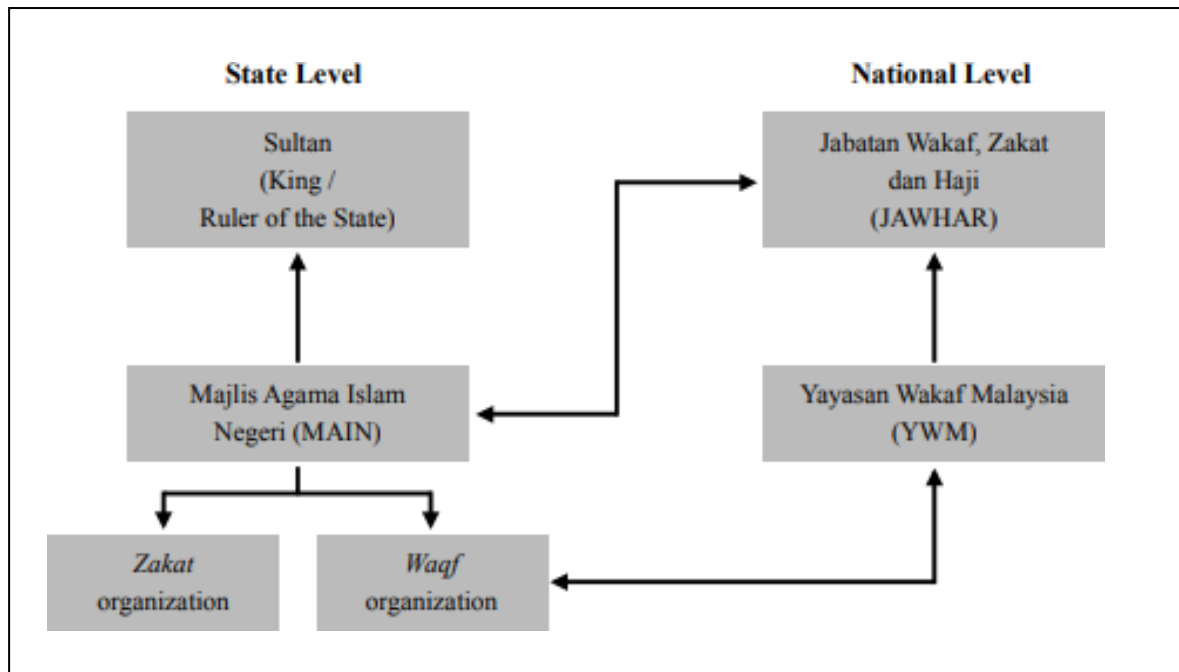 State Level
National Level
Sultan
(King /
Ruler of the State)
Jabatan Wakaf, Zakat
dan Haji
(JAWHAR)
Majlis Agama Islam
Negeri (MAIN)
Yayasan Wakaf Malaysia
(YWM)
Zakat
organization
Waqf
organization